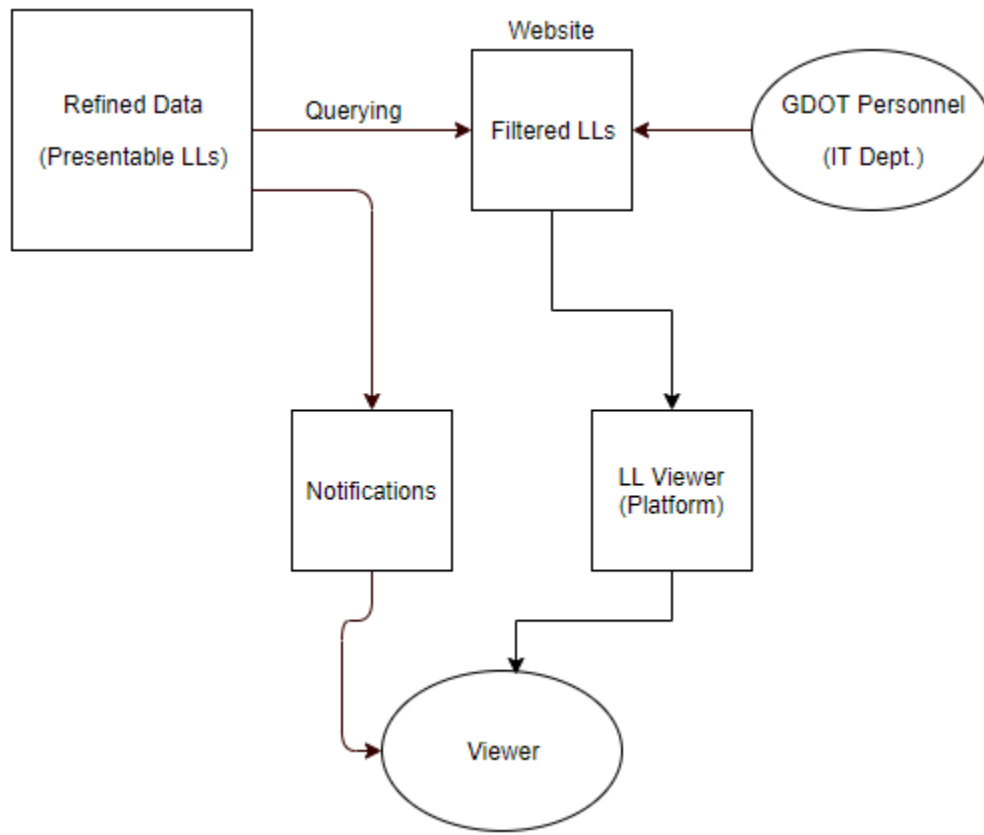 Website
Refined Data
(Presentable LLs)
Querying
Filtered LLs
GDOT Personnel
(IT Dept.)
Notifications
LL Viewer
(Platform)
Viewer